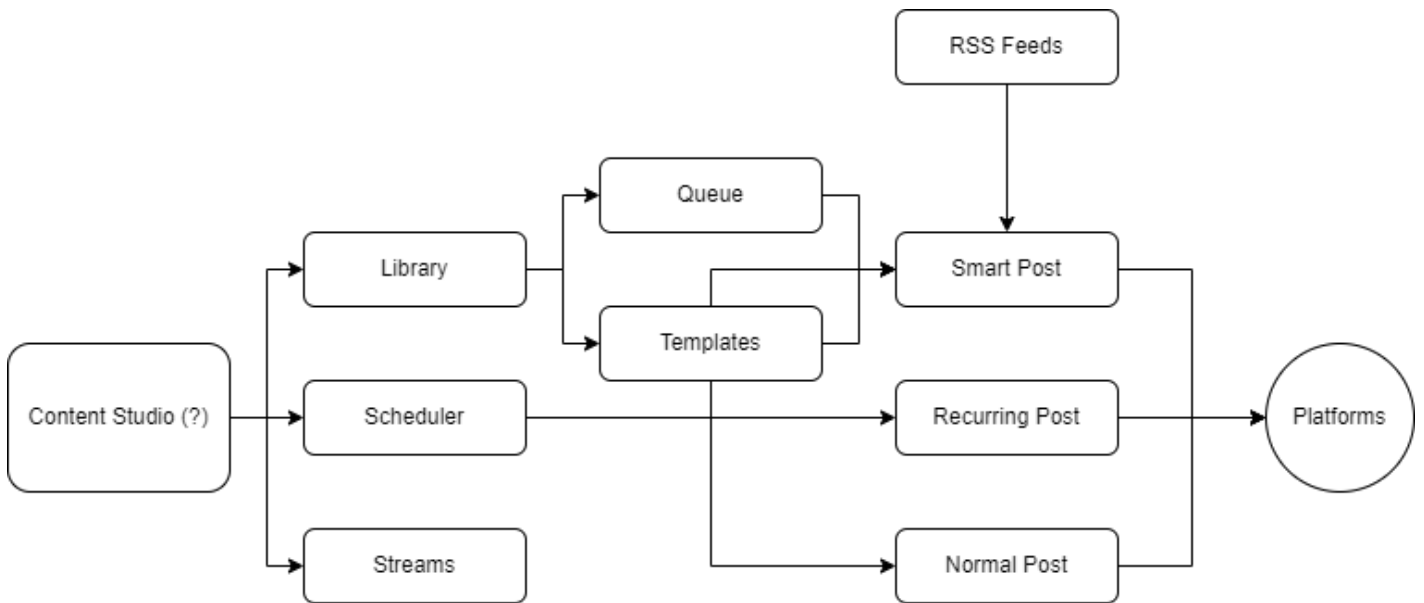 RSS Feeds
Queue
Library
Smart Post
Templates
Content Studio (?)
Scheduler
Recurring Post
Platforms
Streams
Normal Post